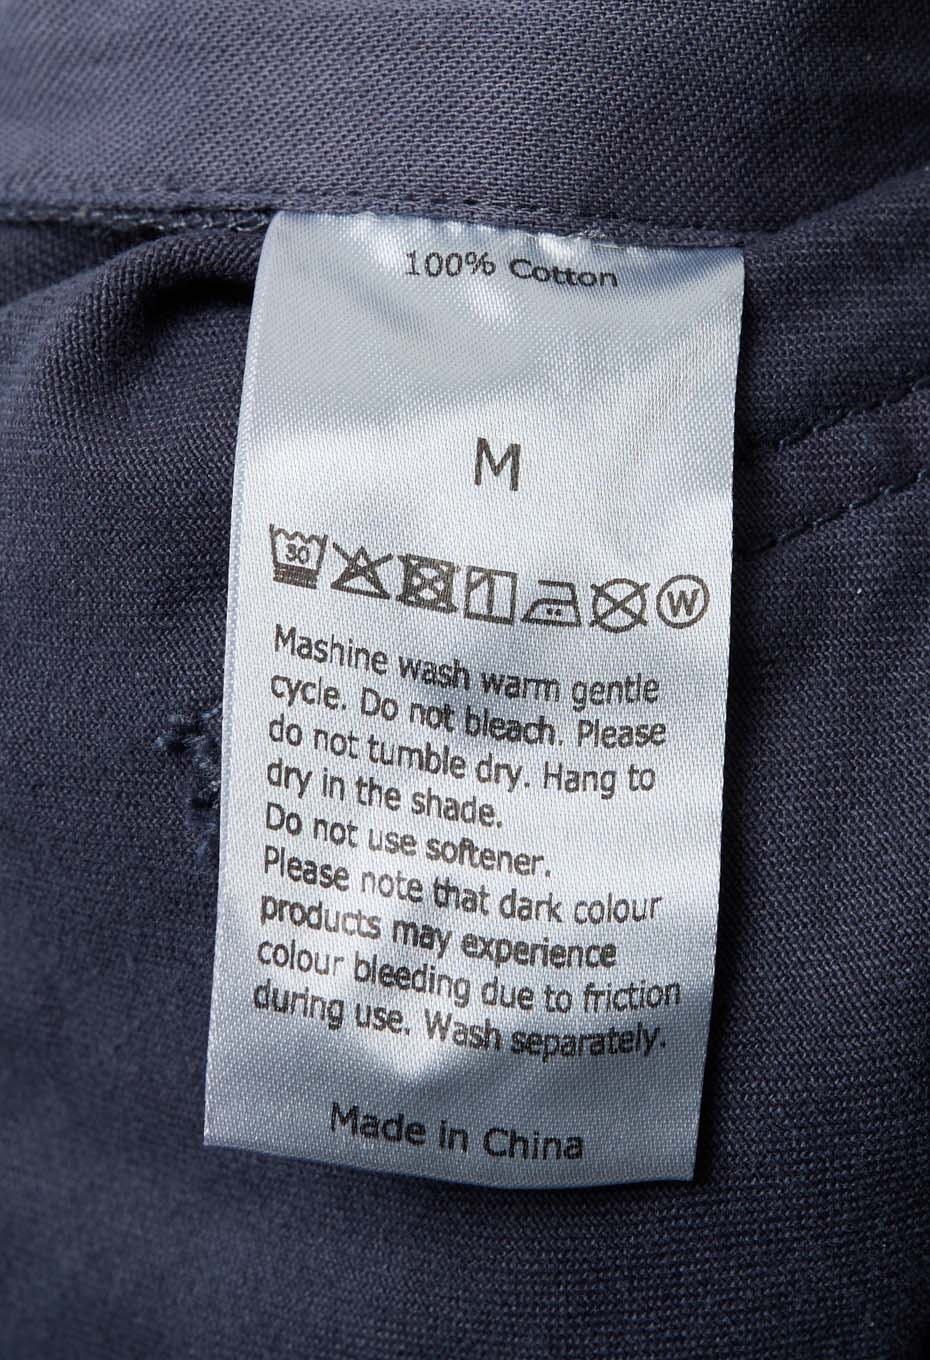 100% Cotton
M
30 W
Mashine wash warm gentle
cycle. Do not bleach. Please
do not tumble dry. Hang to
dry in the shade.
Do not use softener.
Please note that dark colour
products may experience
colour bleeding due to friction
during use. Wash separately.
Made in China